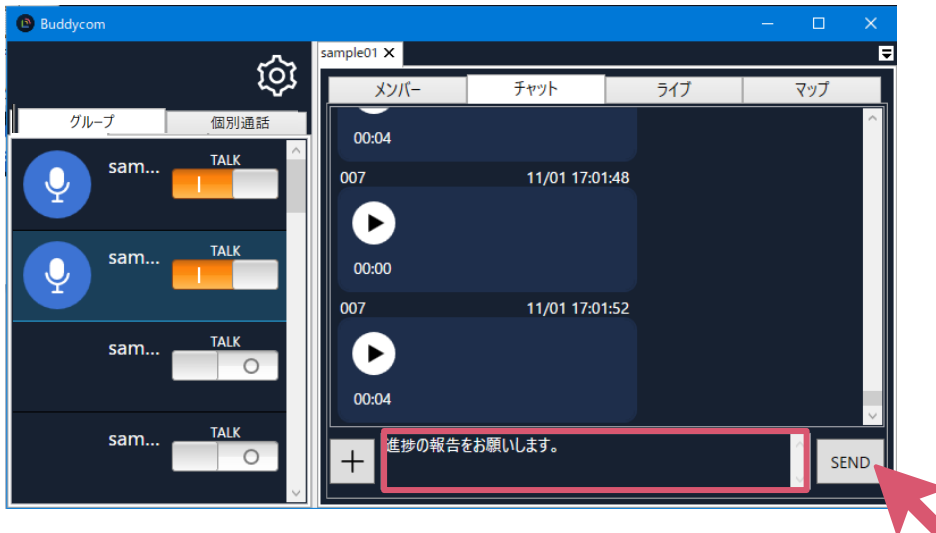 Buddycom
sample01
メンバー
チャット
ライブ
マップ
グループ
個別通話
sam...
TALK
sam...
TALK
sam...
TALK
sam...
TALK
00:04
007
11/01 17:01:48
00:00
007
11/01 17:01:52
00:04
進捗の報告をお願いします。
SEND